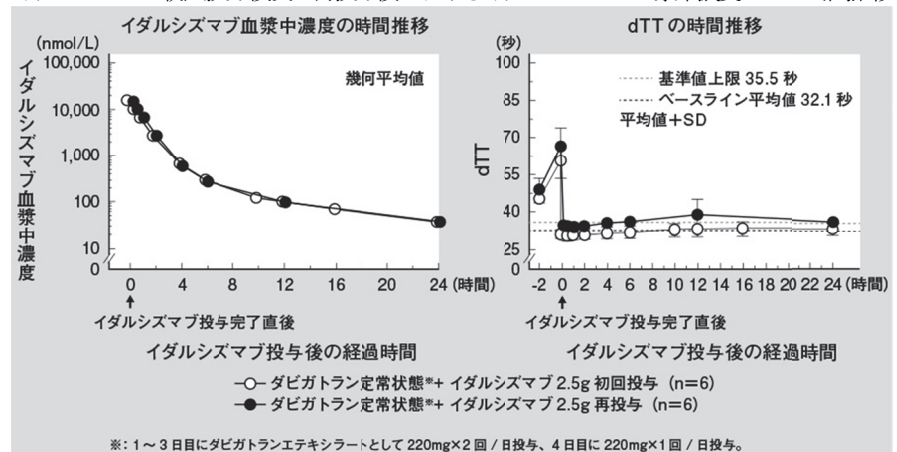 イダルシズマブ血漿中濃度の時間推移
(nmol/L)
イダルシズマブ血漿中濃度
100,000
10,000
1,000
100
10
0
幾何平均値
0 4 8 12 16 20 24 (時間)
イダルシズマブ投与完了直後
イダルシズマブ投与後の経過時間
dTTの時間推移
(秒)
dTT
100
85
70
55
40
25
0
基準値上限 35.5 秒
ベースライン平均値 32.1 秒
平均値+SD
-2 0 2 4 6 8 10 12 14 16 18 20 22 24 (時間)
イダルシズマブ投与完了直後
イダルシズマブ投与後の経過時間
ダビガトラン定常状態※+ イダルシズマブ 2.5g 初回投与 (n=6)
ダビガトラン定常状態※+ イダルシズマブ 2.5g 再投与 (n=6)
※:1~3日目にダビガトランエテキシラートとして 220mg×2 回 / 日投与、4日目に 220mg×1 回 / 日投与。